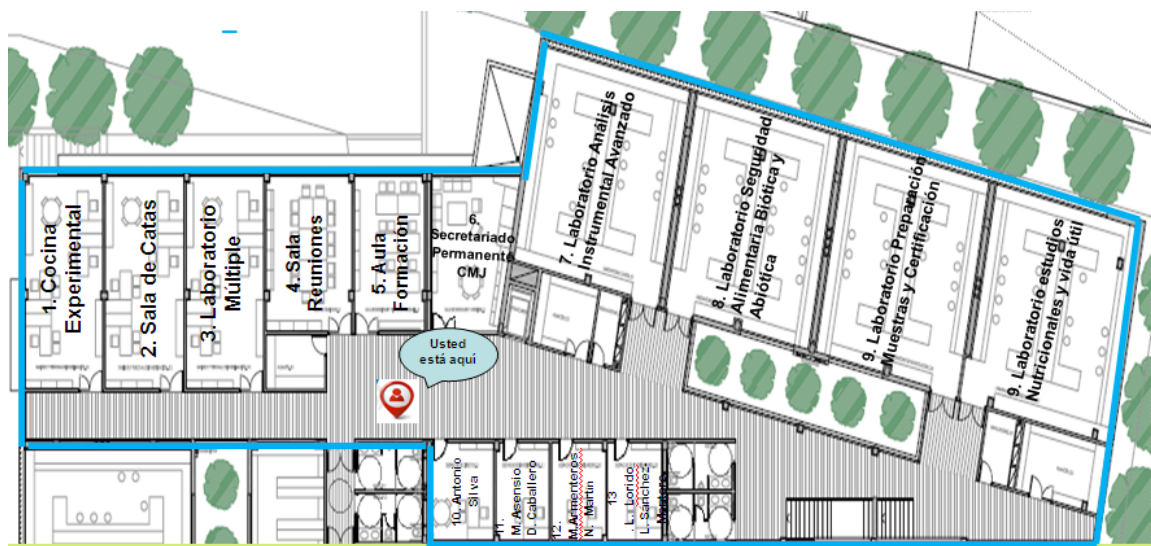 1. Cocina
Experimental
2. Sala de Catas
3. Laboratorio
Múltiple
4.Sala
Reuniones
5. Aula
Formacion
6.
Secretariado
Permanente
CMJ
7. Laboratorio Análisis
Instrumental Avanzado
8. Laboratorio Seguridad
Alimentaria Biótica y
Abiótica
9. Laboratorio Preparación
Muestras y Certificación
9. Laboratorio estudios
Nutricionales y vida útil
Usted
está aquí
10. Antonio
Silva
11.
M. Asensio
D. Caballero
12.
M.Armenteros
N. Martín
13
. L.. Lorido
L. Sánchez-